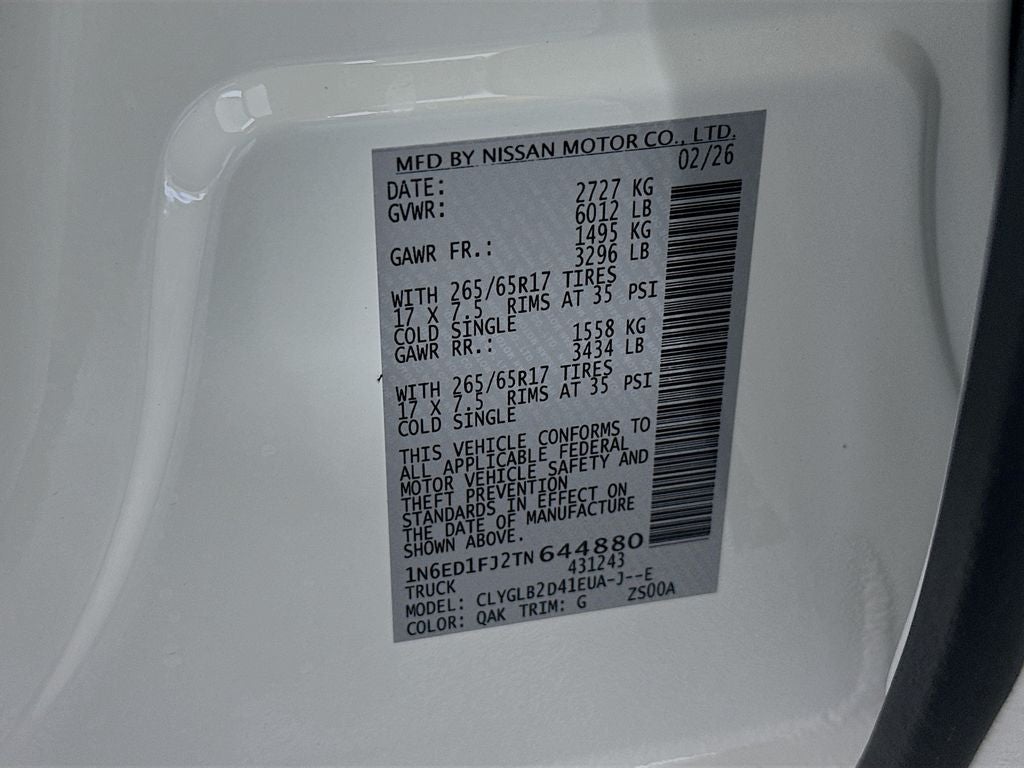 MFD BY NISSAN MOTOR CO., LTD.
DATE: 02/26
GVWR: 2727 KG
6012 LB
GAWR FR.: 1495 KG
3296 LB
WITH 265/65R17 TIRES
17 X 7.5 RIMS AT 35 PSI
COLD SINGLE
GAWR RR.: 1558 KG
3434 LB
WITH 265/65R17 TIRES
17 X 7.5 RIMS AT 35 PSI
COLD SINGLE
THIS VEHICLE CONFORMS TO
ALL APPLICABLE FEDERAL
MOTOR VEHICLE SAFETY AND
THEFT PREVENTION
STANDARDS IN EFFECT ON
THE DATE OF MANUFACTURE
SHOWN ABOVE.
1N6ED1FJ2TN644880
TRUCK 431243
MODEL: CLYGLB2D41EUA-J--E
COLOR: QAK TRIM: G ZS00A